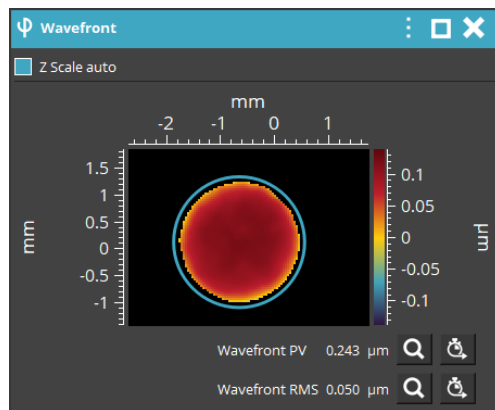 Ψ Wavefront
Z Scale auto
mm
-2 -1 0 1
1.5
1
0.5
0
-0.5
-1
mm
0.1
0.05
0
-0.05
-0.1
µm
Wavefront PV 0.243 µm
Wavefront RMS 0.050 µm